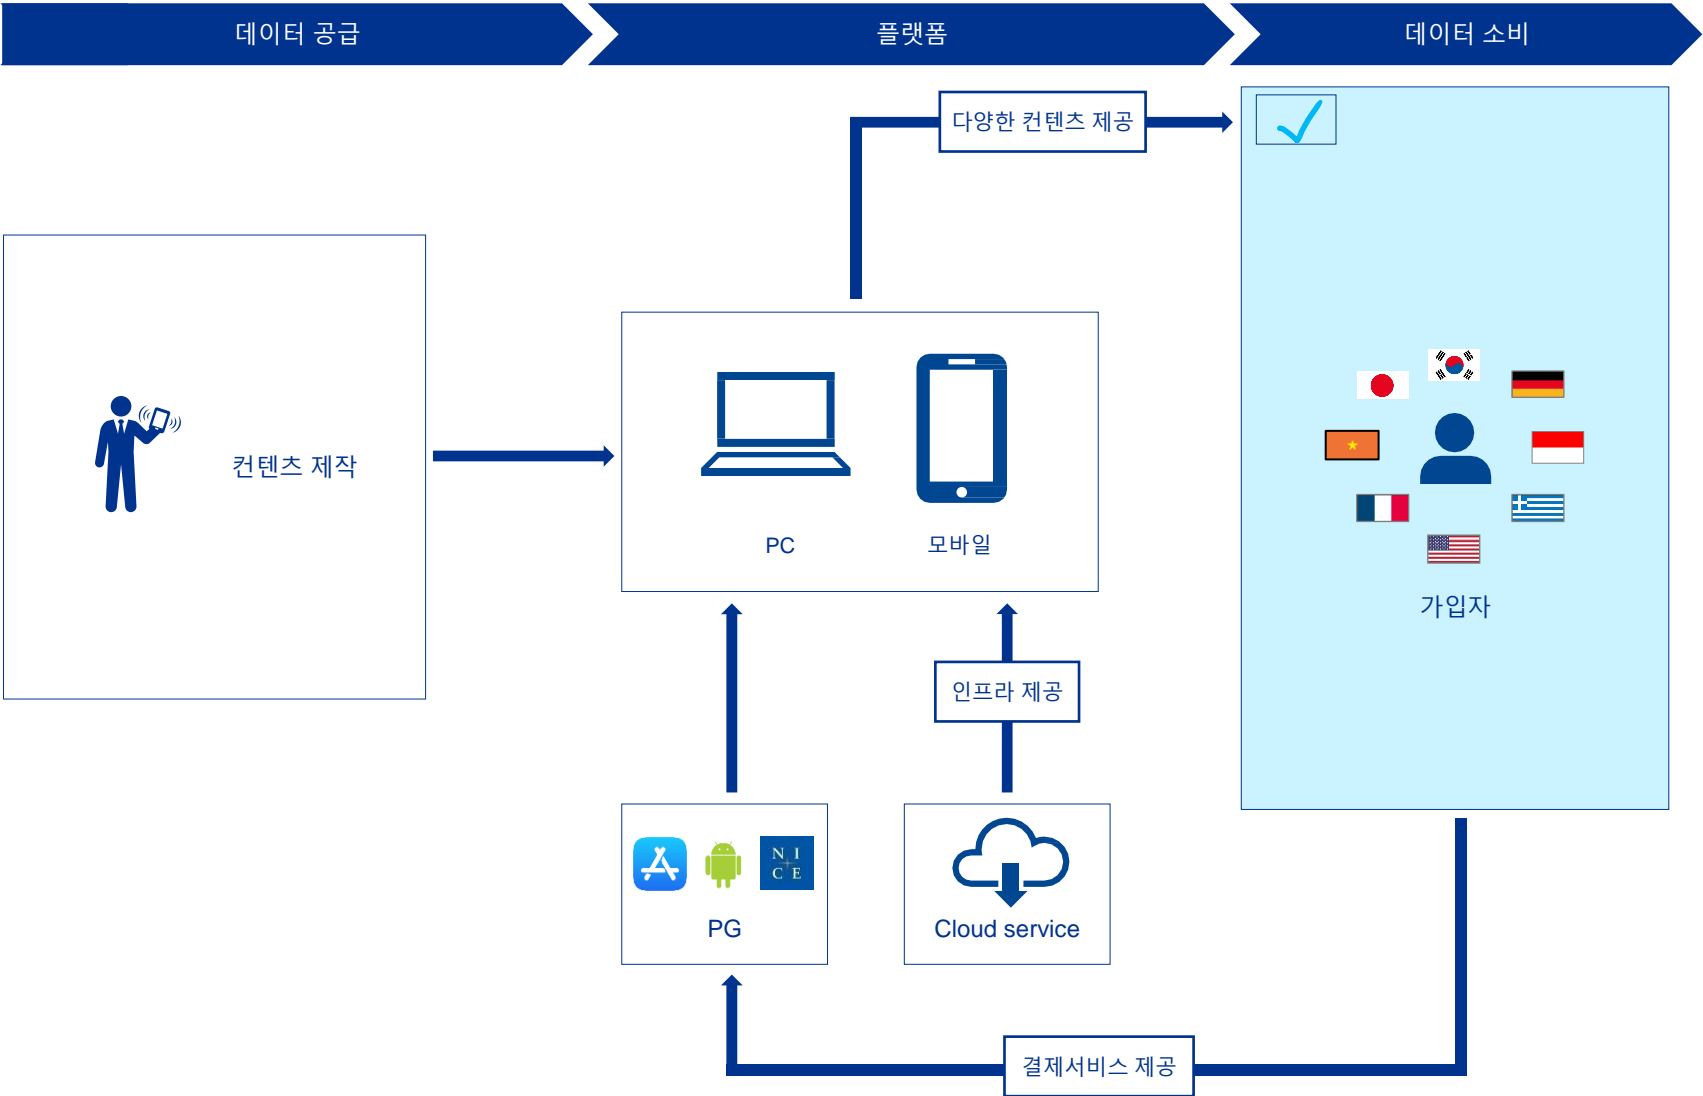 데이터 공급
플랫폼
데이터 소비
다양한 컨텐츠 제공
컨텐츠 제작
PC
모바일
가입자
인프라 제공
N I
C E
PG
Cloud service
결제서비스 제공